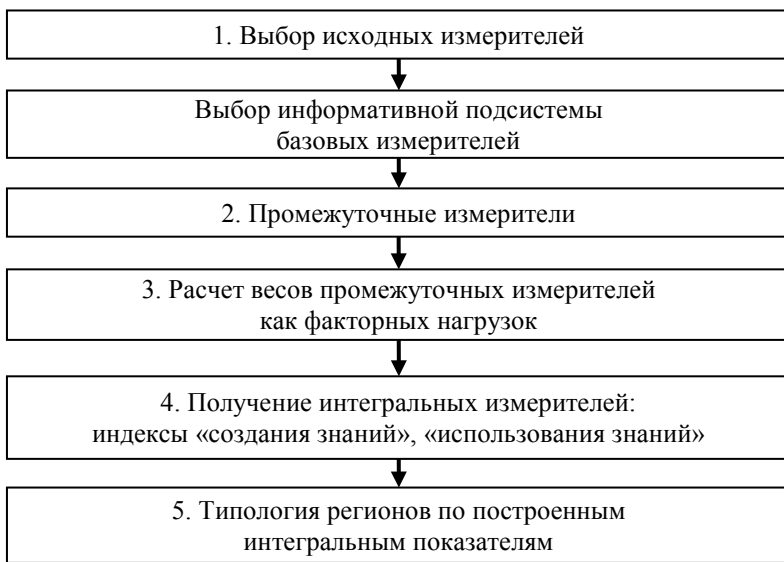 1. Выбор исходных измерителей
Выбор информативной подсистемы
базовых измерителей
2. Промежуточные измерители
3. Расчет весов промежуточных измерителей
как факторных нагрузок
4. Получение интегральных измерителей:
индексы «создания знаний», «использования знаний»
5. Типология регионов по построенным
интегральным показателям